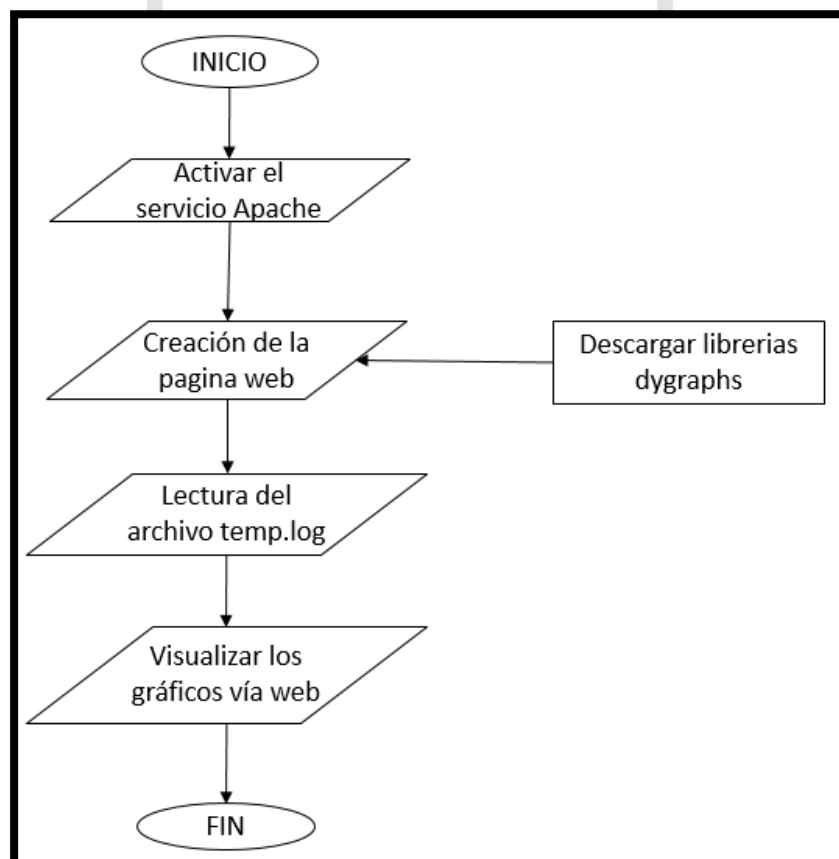 INICIO
Activar el
servicio Apache
Creación de la
pagina web
Descargar librerias
dygraphs
Lectura del
archivo temp.log
Visualizar los
gráficos vía web
FIN